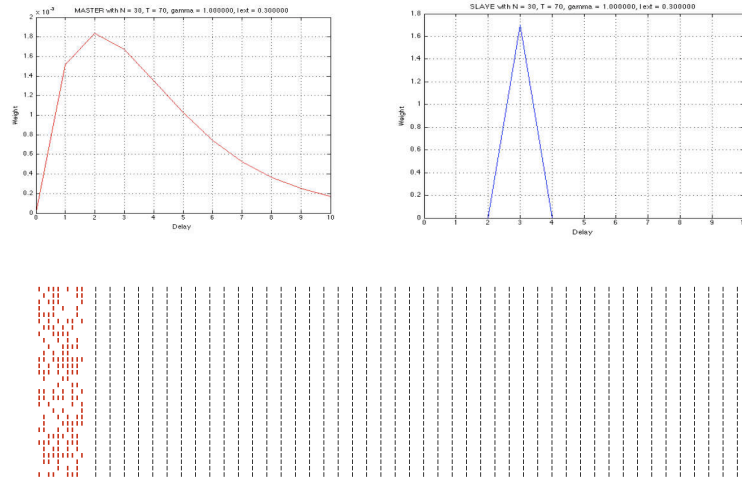 MASTER with N = 30, T = 70, gamma = 1.000000, Iext = 0.300000
× 10⁻³
2
1.8
1.6
1.4
1.2
1
0.8
0.6
0.4
0.2
0
Weight
0 1 2 3 4 5 6 7 8 9 10
Delay
SLAVE with N = 30, T = 70, gamma = 1.000000, Iext = 0.300000
1.8
1.6
1.4
1.2
1
0.8
0.6
0.4
0.2
0
Weight
0 1 2 3 4 5 6 7 8 9
Delay